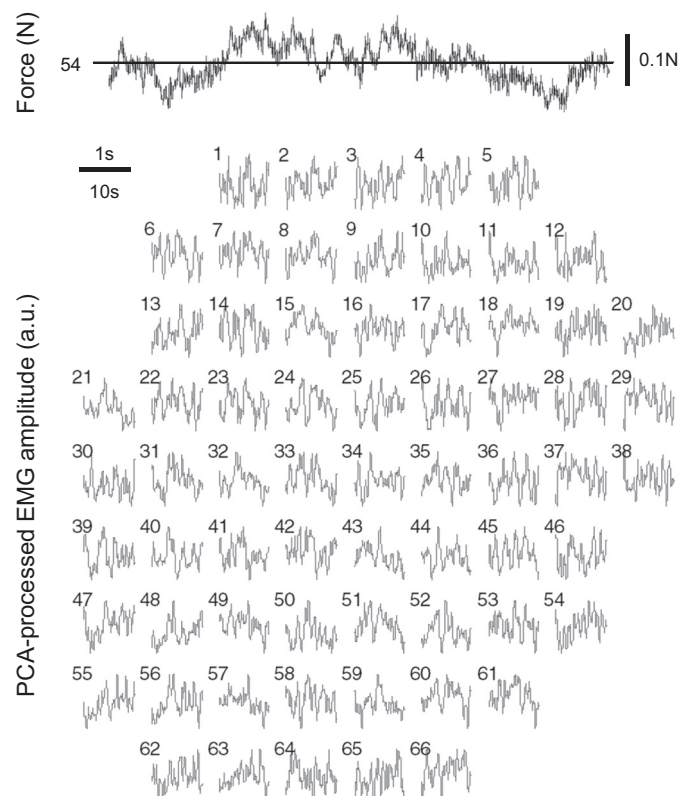 Force (N)
54
0.1N
1s
10s
PCA-processed EMG amplitude (a.u.)
1 2 3 4 5
6 7 8 9 10 11 12
13 14 15 16 17 18 19 20
21 22 23 24 25 26 27 28 29
30 31 32 33 34 35 36 37 38
39 40 41 42 43 44 45 46
47 48 49 50 51 52 53 54
55 56 57 58 59 60 61
62 63 64 65 66